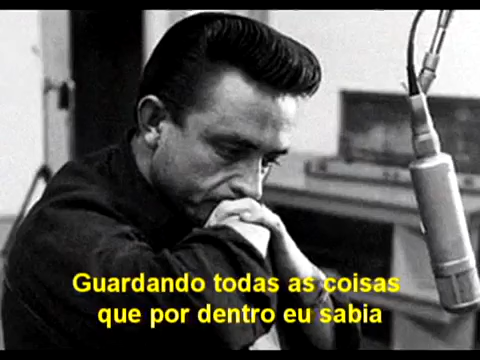 Guardando todas as coisas
que por dentro eu sabia